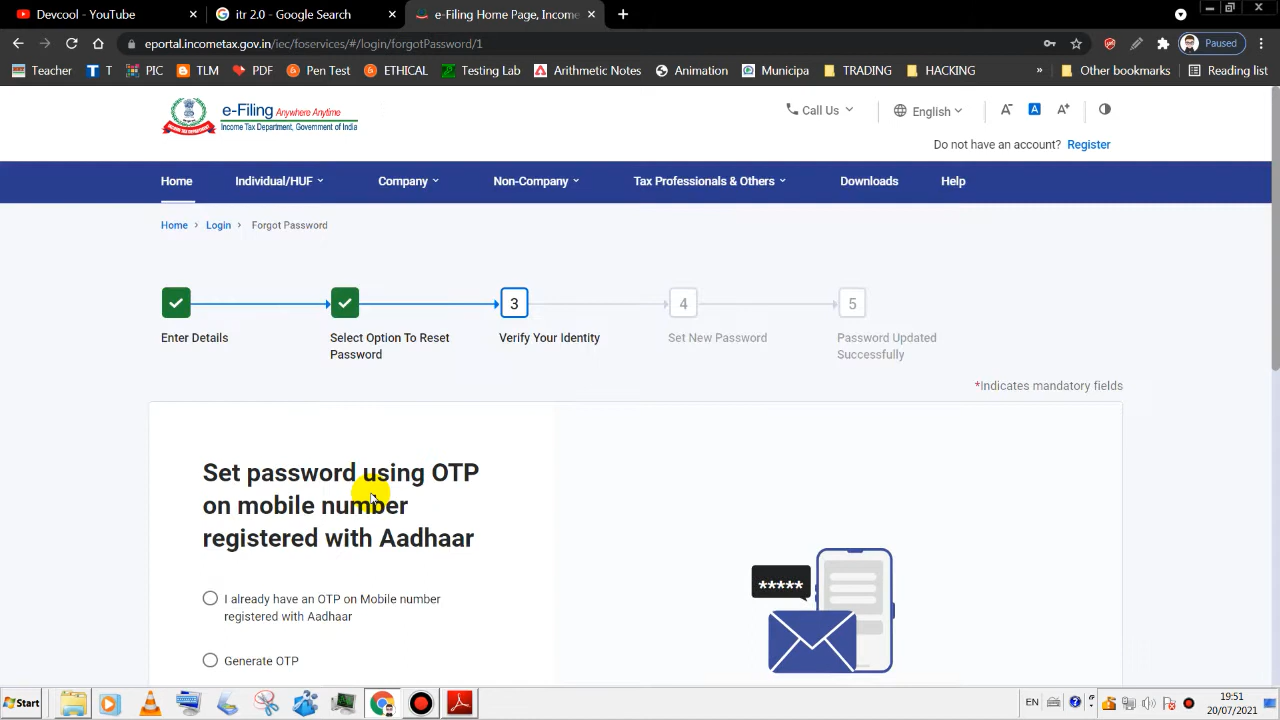 Devcool - YouTube
itr 2.0 - Google Search
e-Filing Home Page, Income
eportal.incometax.gov.in/iec/foservices/#/login/forgotPassword/1
Paused
Teacher
T
PIC
TLM
PDF
Pen Test
ETHICAL
Testing Lab
Arithmetic Notes
Animation
Municipa
TRADING
HACKING
»
Other bookmarks
Reading list
e-Filing Anywhere Anytime
Income Tax Department, Government of India
Call Us
English
A-
A
A+
Do not have an account? Register
Home
Individual/HUF
Company
Non-Company
Tax Professionals & Others
Downloads
Help
Home > Login > Forgot Password
3
4
5
Enter Details
Select Option To Reset
Password
Verify Your Identity
Set New Password
Password Updated
Successfully
*Indicates mandatory fields
Set password using OTP
on mobile number
registered with Aadhaar
*****
I already have an OTP on Mobile number
registered with Aadhaar
Generate OTP
Start
EN
19:51
20/07/2021